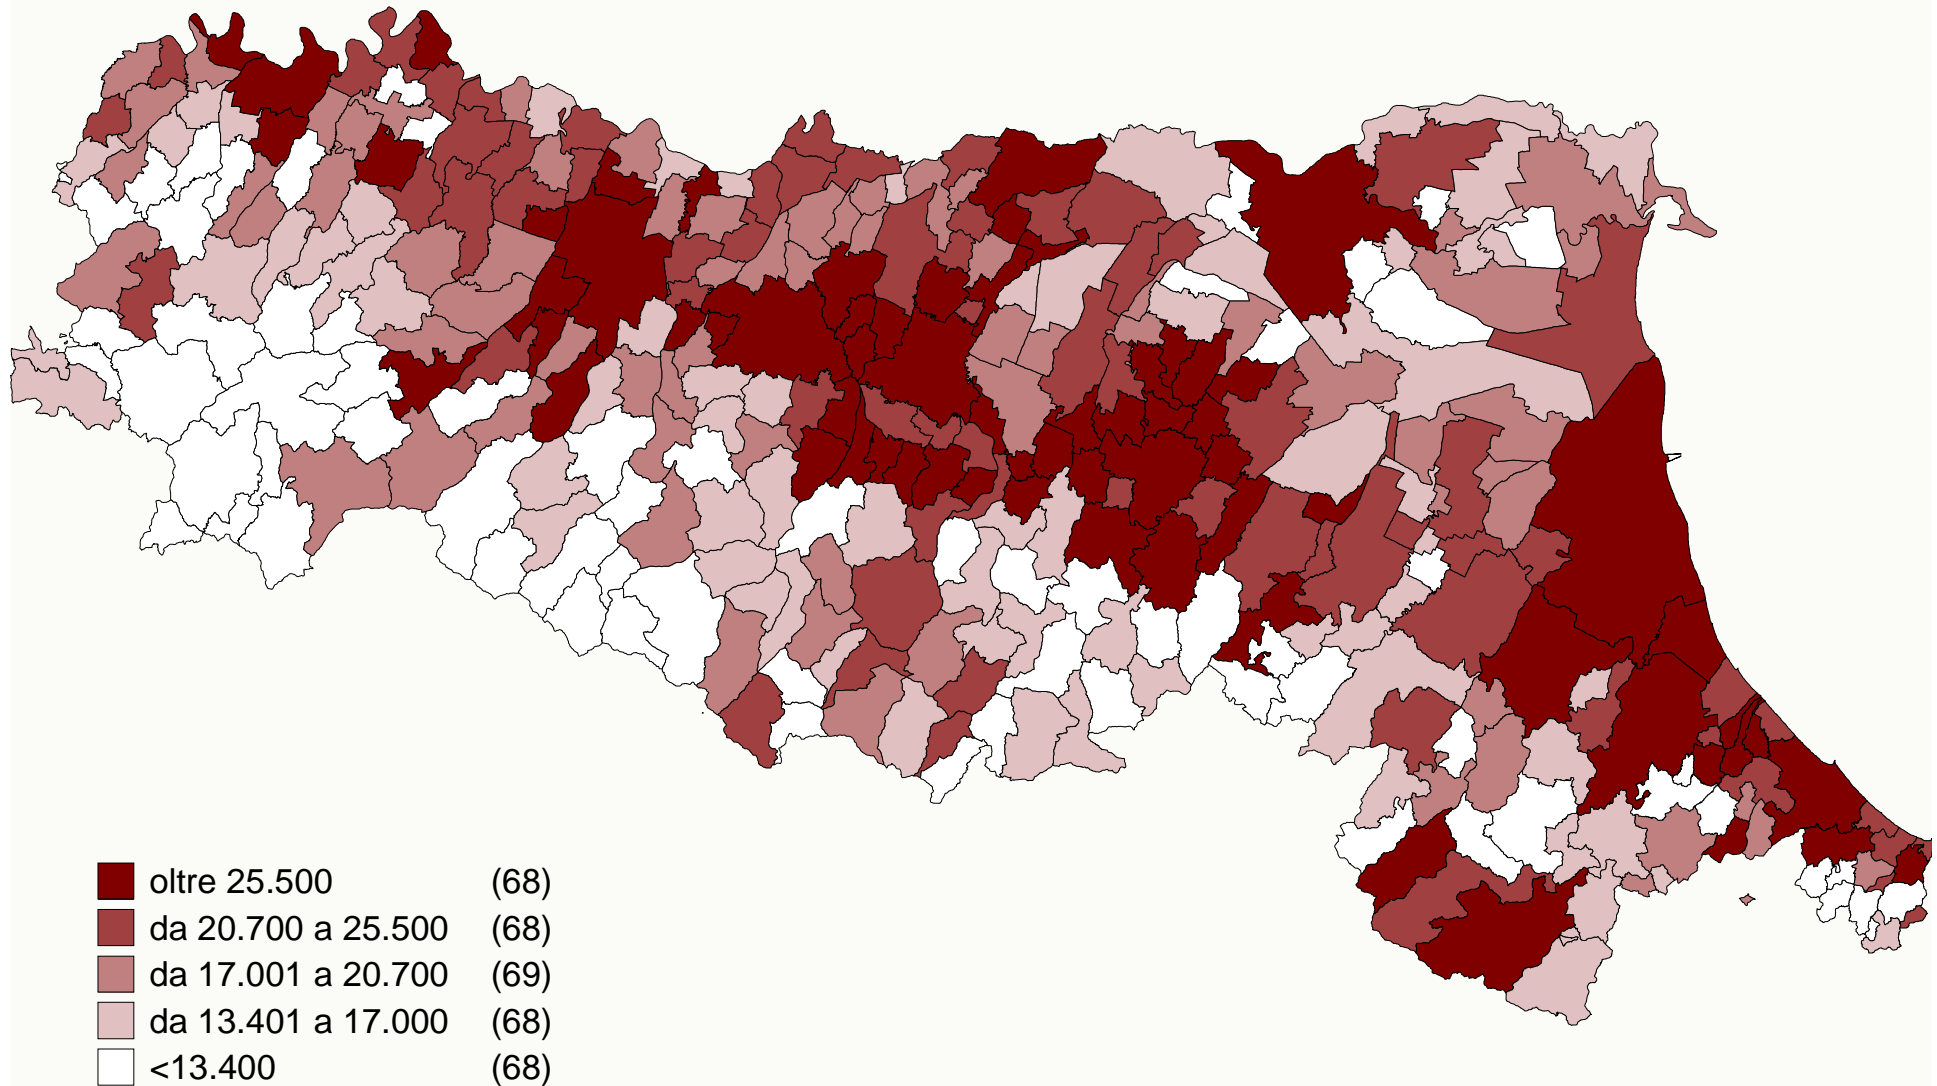 oltre 25.500 (68)
da 20.700 a 25.500 (68)
da 17.001 a 20.700 (69)
da 13.401 a 17.000 (68)
<13.400 (68)